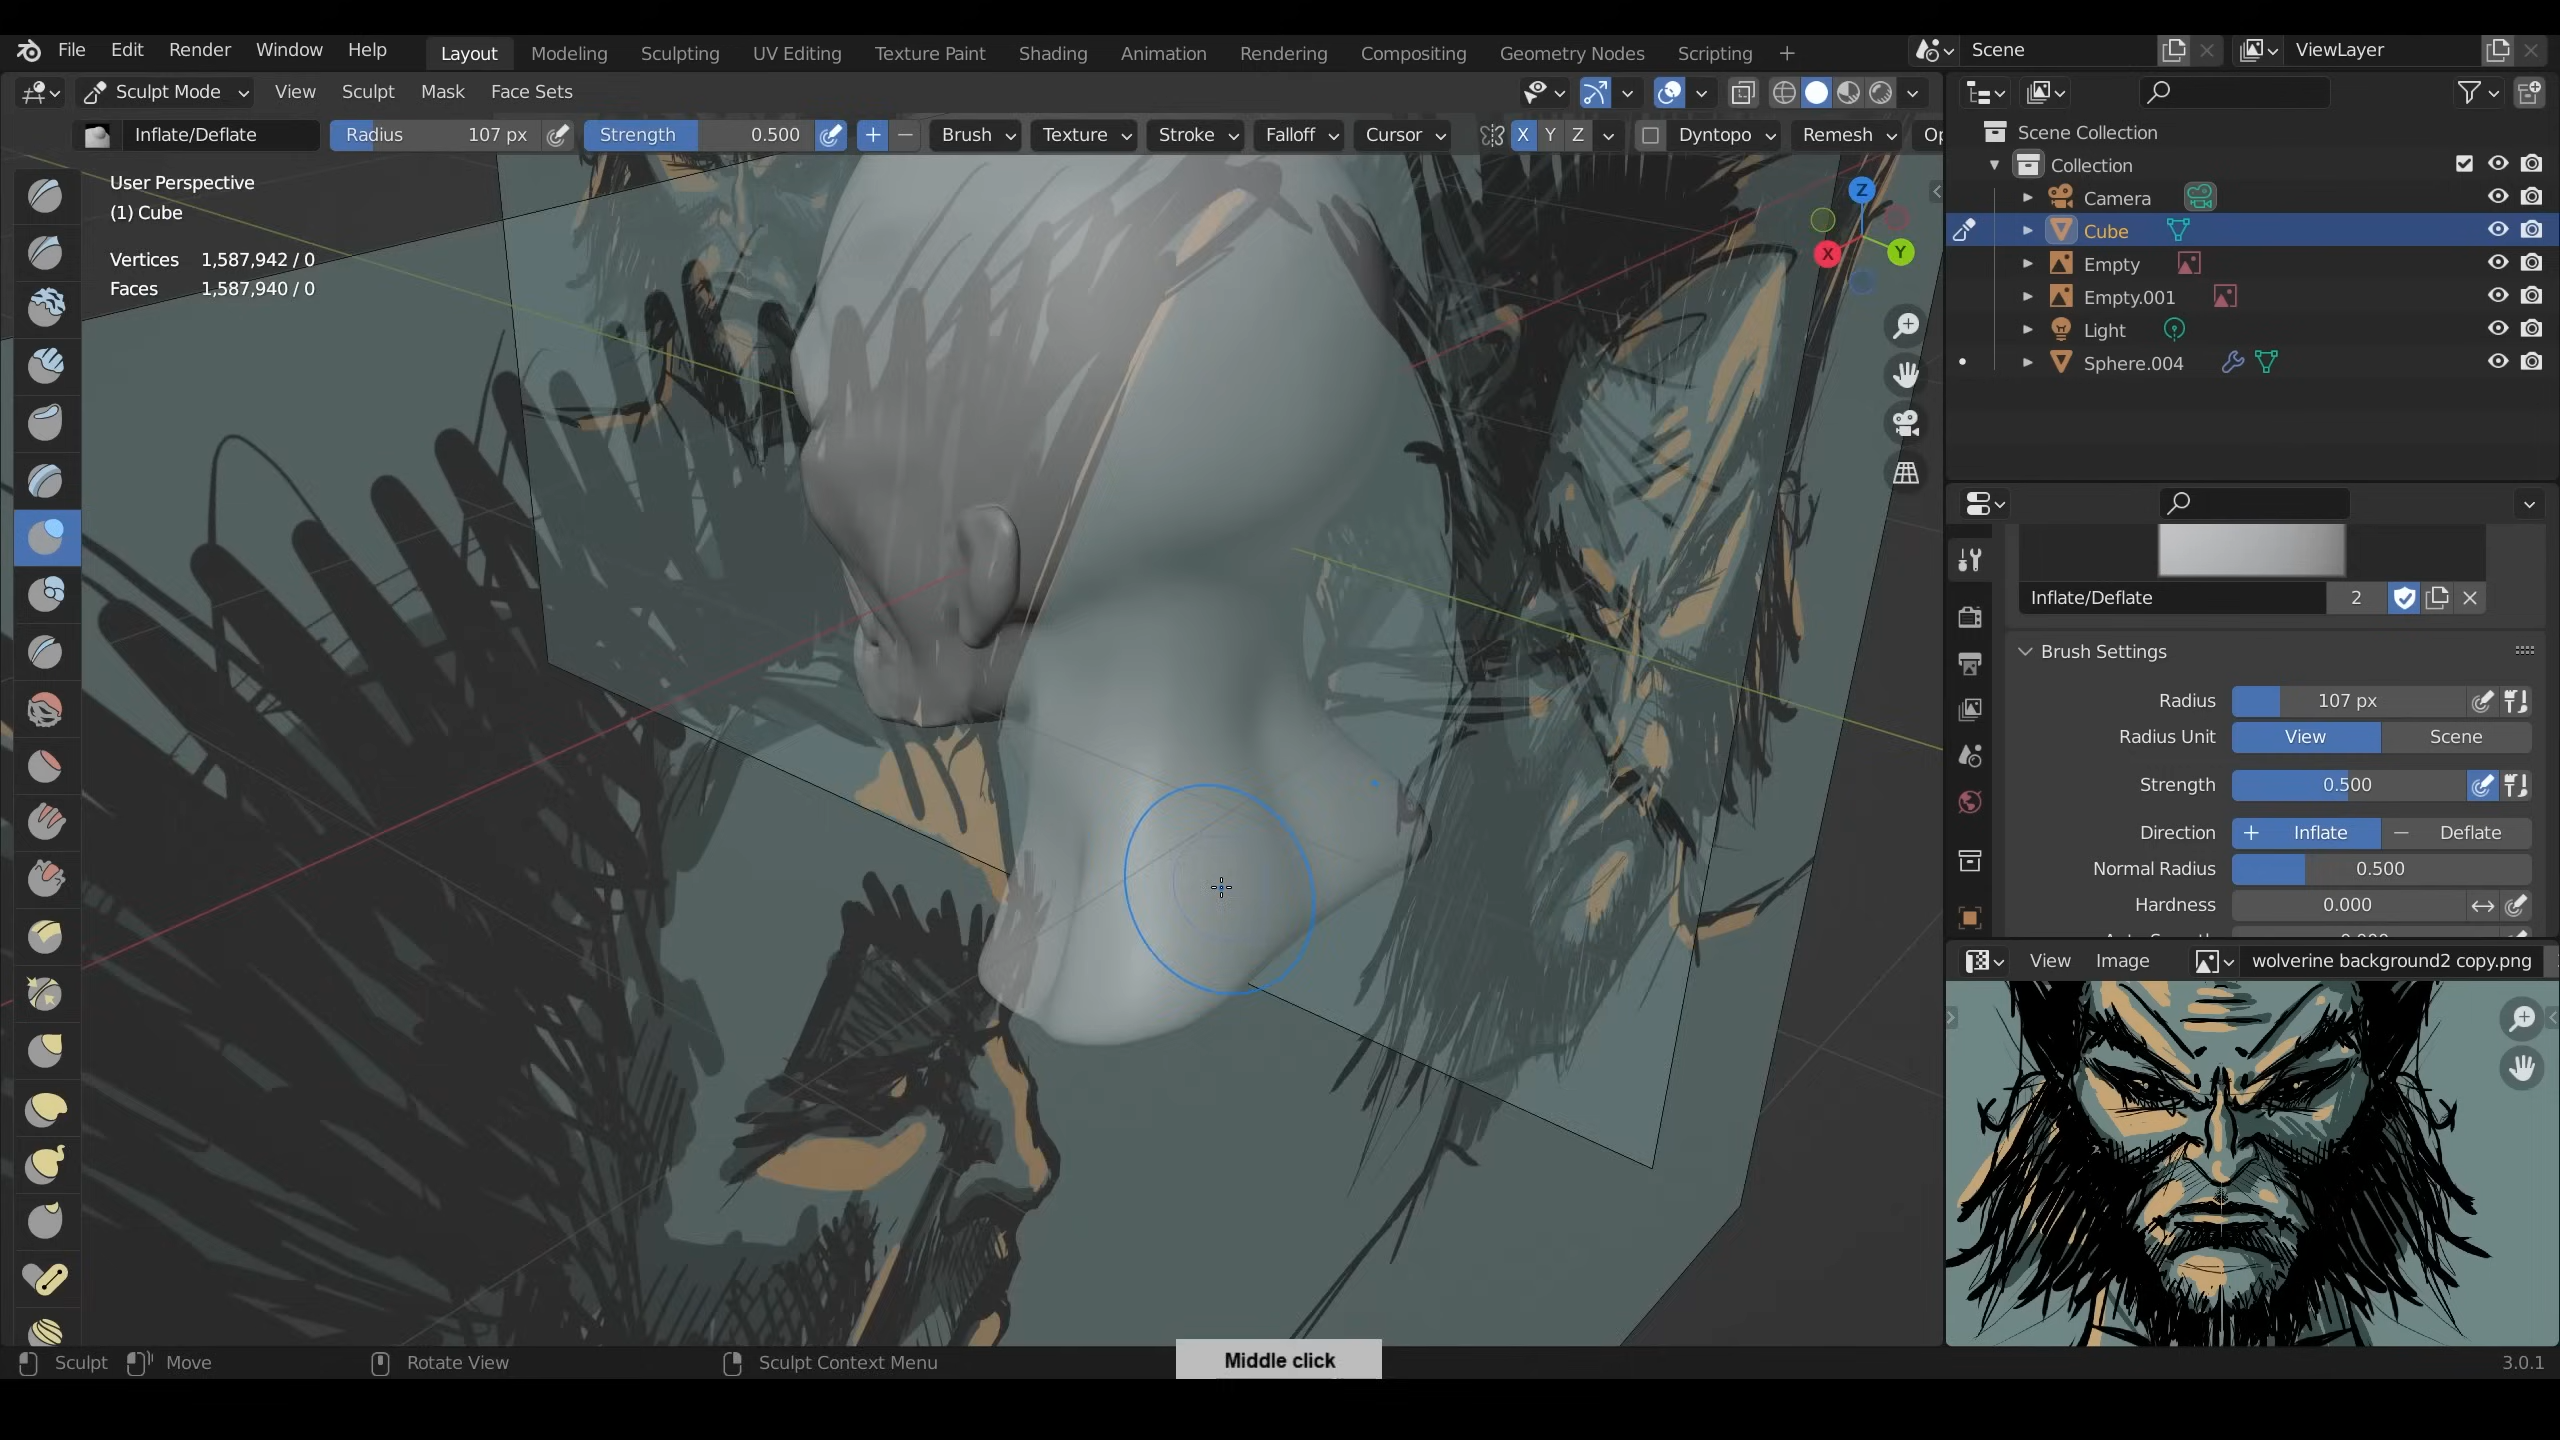 File Edit Render Window Help Layout Modeling Sculpting UV Editing Texture Paint Shading Animation Rendering Compositing Geometry Nodes Scripting + Scene ViewLayer
Sculpt Mode View Sculpt Mask Face Sets
Inflate/Deflate Radius 107 px Strength 0.500 + − Brush Texture Stroke Falloff Cursor X Y Z Dyntopo Remesh Op
User Perspective
(1) Cube
Vertices 1,587,942 / 0
Faces 1,587,940 / 0
Z
X
Y
Scene Collection
Collection
Camera
Cube
Empty
Empty.001
Light
Sphere.004
Inflate/Deflate 2
Brush Settings
Radius 107 px
Radius Unit View Scene
Strength 0.500
Direction + Inflate − Deflate
Normal Radius 0.500
Hardness 0.000
View Image wolverine background2 copy.png
Sculpt Move Rotate View Sculpt Context Menu Middle click 3.0.1